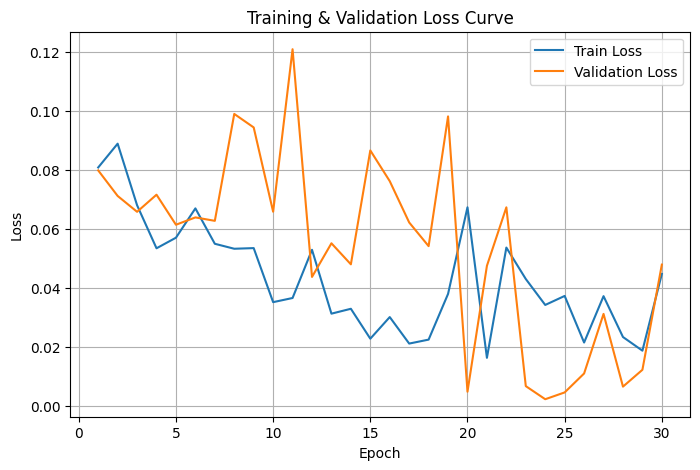 Training & Validation Loss Curve
Train Loss
Validation Loss
Loss
0.12
0.10
0.08
0.06
0.04
0.02
0.00
0 5 10 15 20 25 30
Epoch